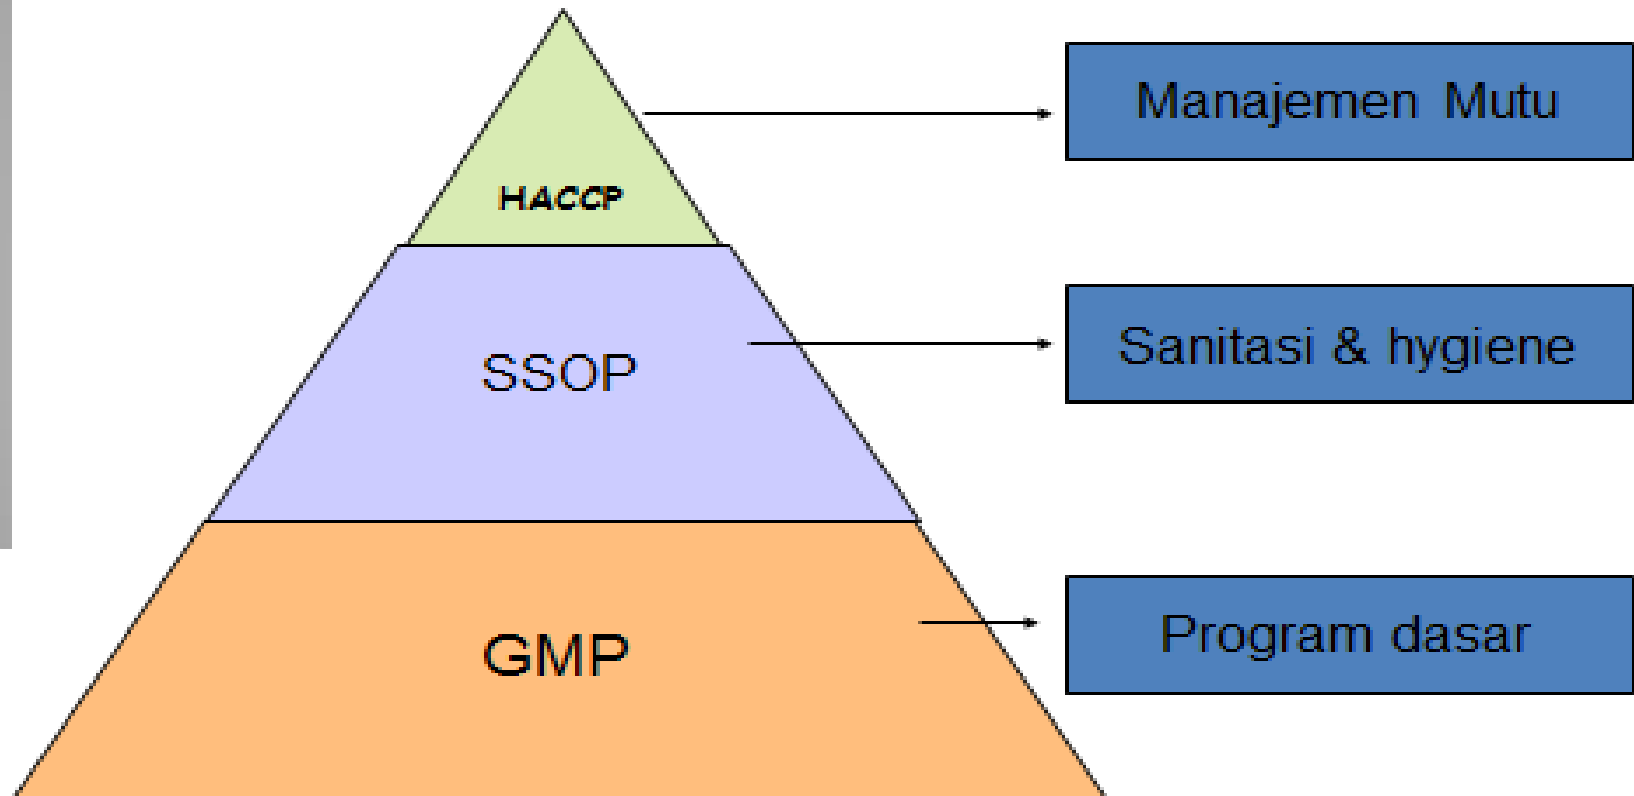 Manajemen Mutu
HACCP
SSOP
Sanitasi & hygiene
GMP
Program dasar